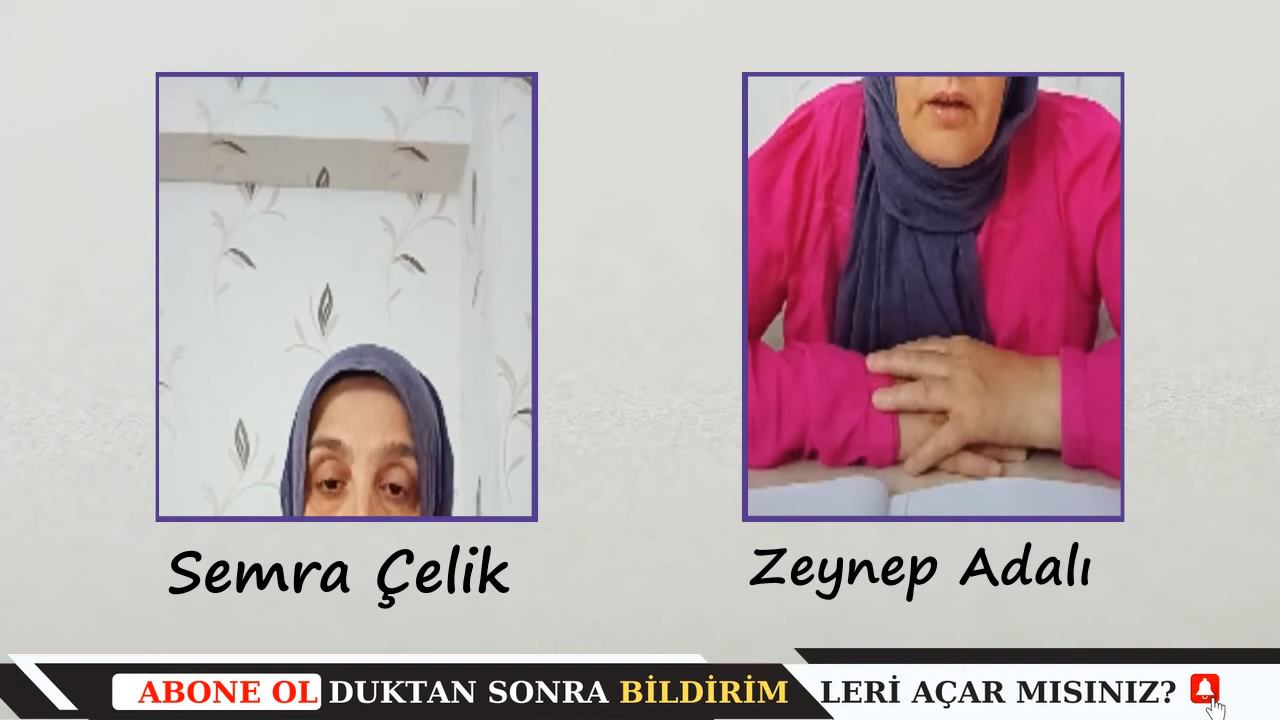 Semra Çelik
Zeynep Adalı
ABONE OL DUKTAN SONRA BİLDİRİM LERİ AÇAR MISINIZ?